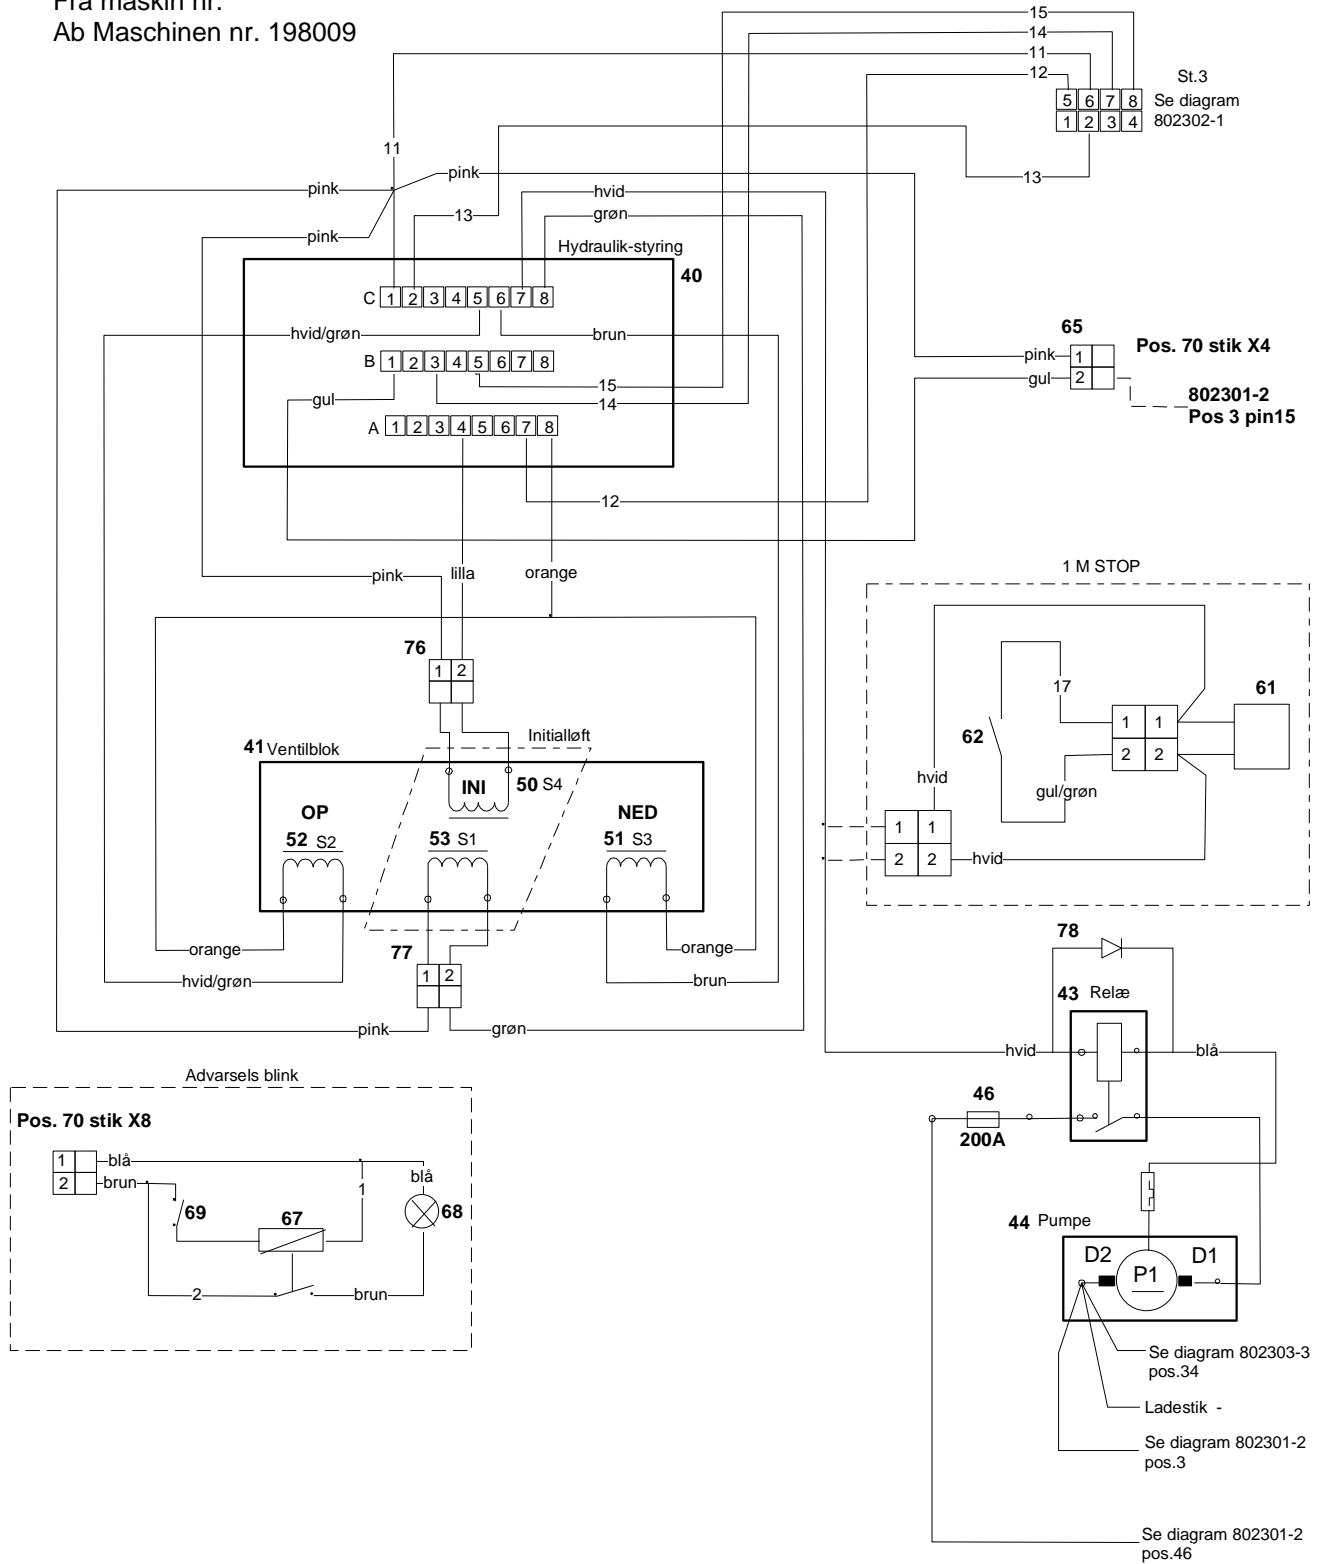 Fra maskin nr.
Ab Maschinen nr. 198009
15
14
11
12
St.3
5 6 7 8 Se diagram
1 2 3 4 802302-1
11
13
pink
pink
hvid
13
grøn
pink
Hydraulik-styring
40
C 1 2 3 4 5 6 7 8
hvid/grøn
brun
B 1 2 3 4 5 6 7 8
15
14
gul
A 1 2 3 4 5 6 7 8
12
65
Pos. 70 stik X4
pink 1
gul 2
802301-2
Pos 3 pin15
pink
lilla
orange
76
1 2
41 Ventilblok
Initialløft
INI
50 S4
OP
NED
52 S2
53 S1
51 S3
orange
orange
77
hvid/grøn
1 2
brun
pink
grøn
1 M STOP
17
61
62
1 1
2 2
hvid
gul/grøn
1 1
2 2
hvid
78
43 Relæ
hvid
blå
46
200A
44 Pumpe
D2
D1
P1
Se diagram 802303-3
pos.34
Ladestik -
Se diagram 802301-2
pos.3
Se diagram 802301-2
pos.46
Advarsels blink
Pos. 70 stik X8
1
blå
2
brun
blå
1
69
67
68
2
brun